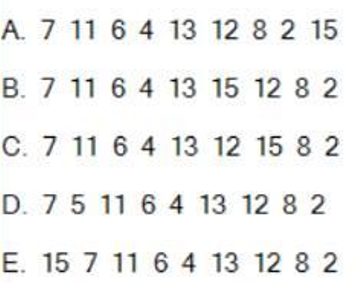 A. 7 11 6 4 13 12 8 2 15
B. 7 11 6 4 13 15 12 8 2
C. 7 11 6 4 13 12 15 8 2
D. 7 5 11 6 4 13 12 8 2
E. 15 7 11 6 4 13 12 8 2